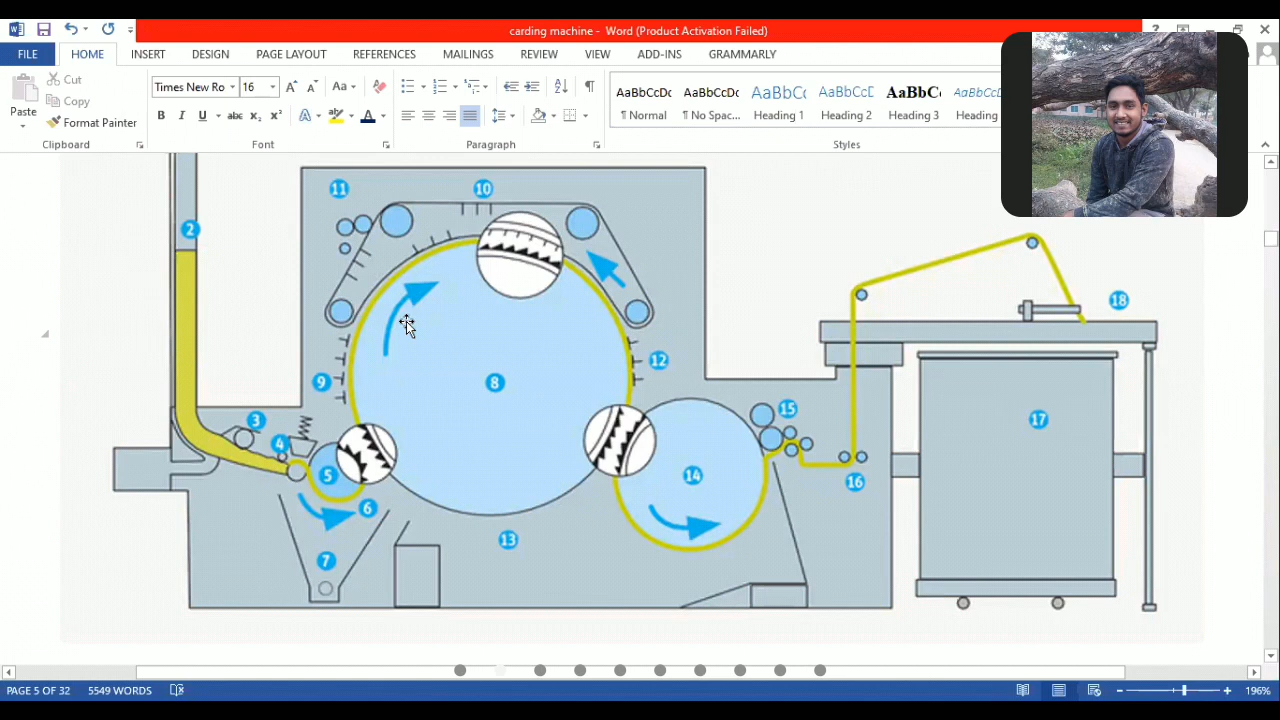 carding machine - Word (Product Activation Failed)
FILE HOME INSERT DESIGN PAGE LAYOUT REFERENCES MAILINGS REVIEW VIEW ADD-INS GRAMMARLY
Paste
Cut
Copy
Format Painter
Times New Ro 16
AaBbCcDc AaBbCcDc AaBbCc AaBbCcD AaBbC AaBbCcDc
¶ Normal ¶ No Spac... Heading 1 Heading 2 Heading 3 Heading
Clipboard Font Paragraph Styles
2
11
10
18
12
9
8
15
3
4
17
5
14
16
6
13
7
PAGE 5 OF 32 5549 WORDS 196%